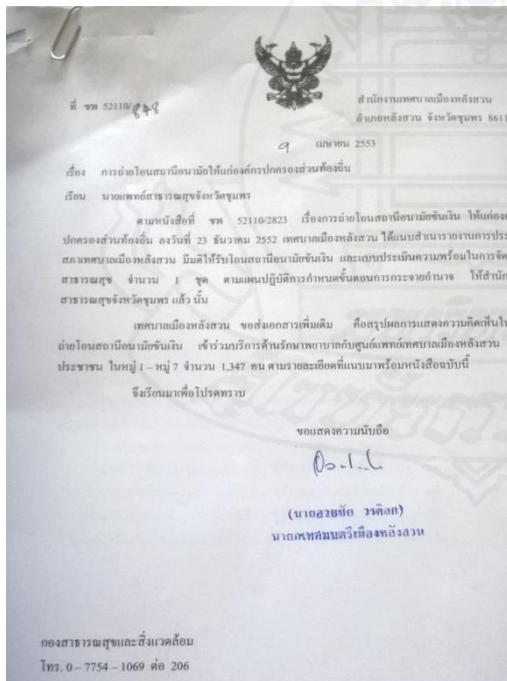 ที่ ชพ 52110/848
สำนักงานเทศบาลเมืองหลังสวน
อำเภอหลังสวน จังหวัดชุมพร 8611
9 เมษายน 2553
เรื่อง การถ่ายโอนสถานีอนามัยให้แก่องค์กรปกครองส่วนท้องถิ่น
เรียน นายแพทย์สาธารณสุขจังหวัดชุมพร
ตามหนังสือที่ ชพ 52110/2823 เรื่องการถ่ายโอนสถานีอนามัยขันเงิน ให้แก่องค์
ปกครองส่วนท้องถิ่น ลงวันที่ 23 ธันวาคม 2552 เทศบาลเมืองหลังสวน ได้แนบสำเนารายงานการประ
สภาเทศบาลเมืองหลังสวน มีมติให้รับโอนสถานีอนามัยขันเงิน และแบบประเมินความพร้อมในการจัด
สาธารณสุข จำนวน 1 ชุด ตามแผนปฏิบัติการกำหนดขั้นตอนการกระจายอำนาจ ให้สำนัก
สาธารณสุขจังหวัดชุมพร แล้ว นั้น
เทศบาลเมืองหลังสวน ขอส่งเอกสารเพิ่มเติม คือสรุปผลการแสดงความคิดเห็นใน
ถ่ายโอนสถานีอนามัยขันเงิน เข้าร่วมบริการด้านรักษาพยาบาลกับศูนย์แพทย์เทศบาลเมืองหลังสวน
ประชาชน ในหมู่ 1 – หมู่ 7 จำนวน 1,347 คน ตามรายละเอียดที่แนบมาพร้อมหนังสือฉบับนี้
จึงเรียนมาเพื่อโปรดทราบ
ขอแสดงความนับถือ
นายกเทศมนตรีเมืองหลังสวน
กองสาธารณสุขและสิ่งแวดล้อม
โทร. 0 – 7754 – 1069 ต่อ 206